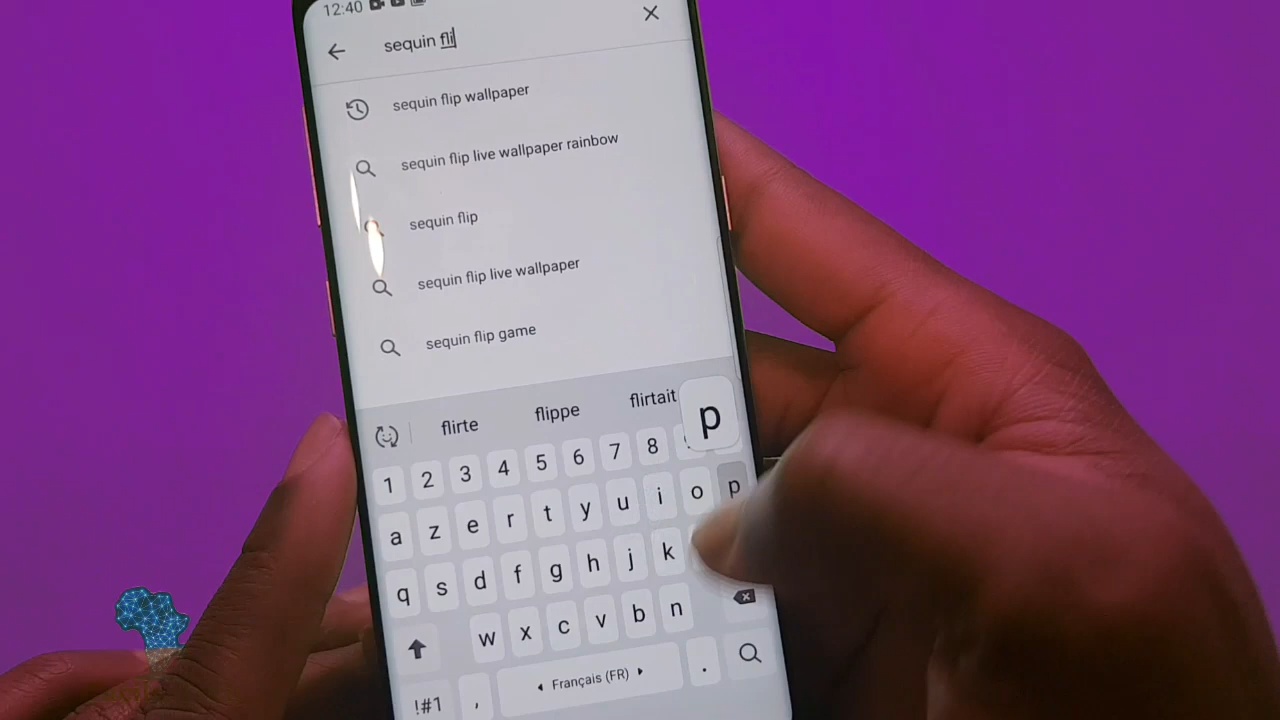 12:40
sequin fli
sequin flip wallpaper
sequin flip live wallpaper rainbow
sequin flip
sequin flip live wallpaper
sequin flip game
flirte flippe flirtait
p
1 2 3 4 5 6 7 8
a z e r t y u i o p
q s d f g h j k
w x c v b n
!#1 , Français (FR) .